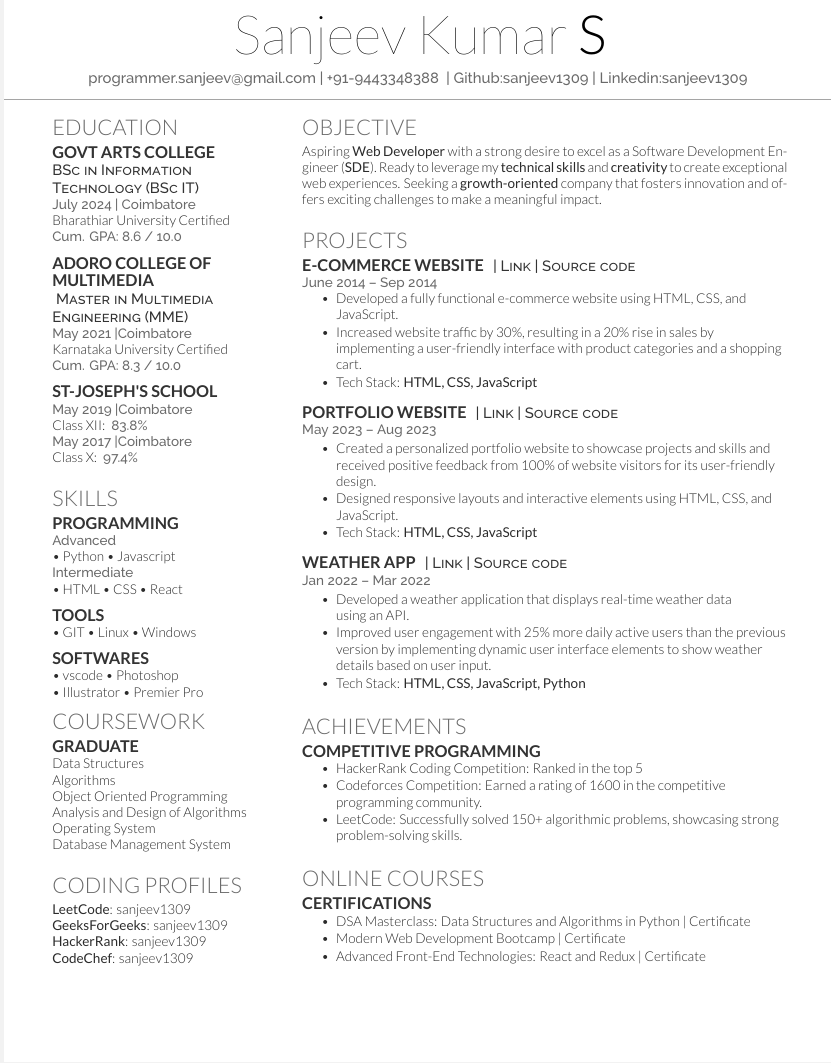 Sanjeev Kumar S
programmer.sanjeev@gmail.com | +91-9443348388 | Github:sanjeev1309 | Linkedin:sanjeev1309
EDUCATION
GOVT ARTS COLLEGE
BSc in Information
Technology (BSc IT)
July 2024 | Coimbatore
Bharathiar University Certified
Cum. GPA: 8.6 / 10.0
ADORO COLLEGE OF
MULTIMEDIA
Master in Multimedia
Engineering (MME)
May 2021 |Coimbatore
Karnataka University Certified
Cum. GPA: 8.3 / 10.0
ST-JOSEPH'S SCHOOL
May 2019 |Coimbatore
Class XII: 83.8%
May 2017 |Coimbatore
Class X: 97.4%
SKILLS
PROGRAMMING
Advanced
• Python • Javascript
Intermediate
• HTML • CSS • React
TOOLS
• GIT • Linux • Windows
SOFTWARES
• vscode • Photoshop
• Illustrator • Premier Pro
COURSEWORK
GRADUATE
Data Structures
Algorithms
Object Oriented Programming
Analysis and Design of Algorithms
Operating System
Database Management System
CODING PROFILES
LeetCode: sanjeev1309
GeeksForGeeks: sanjeev1309
HackerRank: sanjeev1309
CodeChef: sanjeev1309
OBJECTIVE
Aspiring Web Developer with a strong desire to excel as a Software Development En-
gineer (SDE). Ready to leverage my technical skills and creativity to create exceptional
web experiences. Seeking a growth-oriented company that fosters innovation and of-
fers exciting challenges to make a meaningful impact.
PROJECTS
E-COMMERCE WEBSITE | Link | Source code
June 2014 – Sep 2014
• Developed a fully functional e-commerce website using HTML, CSS, and
JavaScript.
• Increased website traffic by 30%, resulting in a 20% rise in sales by
implementing a user-friendly interface with product categories and a shopping
cart.
• Tech Stack: HTML, CSS, JavaScript
PORTFOLIO WEBSITE | Link | Source code
May 2023 – Aug 2023
• Created a personalized portfolio website to showcase projects and skills and
received positive feedback from 100% of website visitors for its user-friendly
design.
• Designed responsive layouts and interactive elements using HTML, CSS, and
JavaScript.
• Tech Stack: HTML, CSS, JavaScript
WEATHER APP | Link | Source code
Jan 2022 – Mar 2022
• Developed a weather application that displays real-time weather data
using an API.
• Improved user engagement with 25% more daily active users than the previous
version by implementing dynamic user interface elements to show weather
details based on user input.
• Tech Stack: HTML, CSS, JavaScript, Python
ACHIEVEMENTS
COMPETITIVE PROGRAMMING
• HackerRank Coding Competition: Ranked in the top 5
• Codeforces Competition: Earned a rating of 1600 in the competitive
programming community.
• LeetCode: Successfully solved 150+ algorithmic problems, showcasing strong
problem-solving skills.
ONLINE COURSES
CERTIFICATIONS
• DSA Masterclass: Data Structures and Algorithms in Python | Certificate
• Modern Web Development Bootcamp | Certificate
• Advanced Front-End Technologies: React and Redux | Certificate